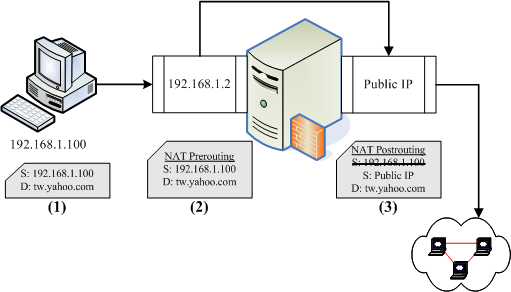 192.168.1.2
Public IP
192.168.1.100
S: 192.168.1.100
D: tw.yahoo.com
(1)
NAT Prerouting
S: 192.168.1.100
D: tw.yahoo.com
(2)
NAT Postrouting
S: 192.168.1.100
S: Public IP
D: tw.yahoo.com
(3)